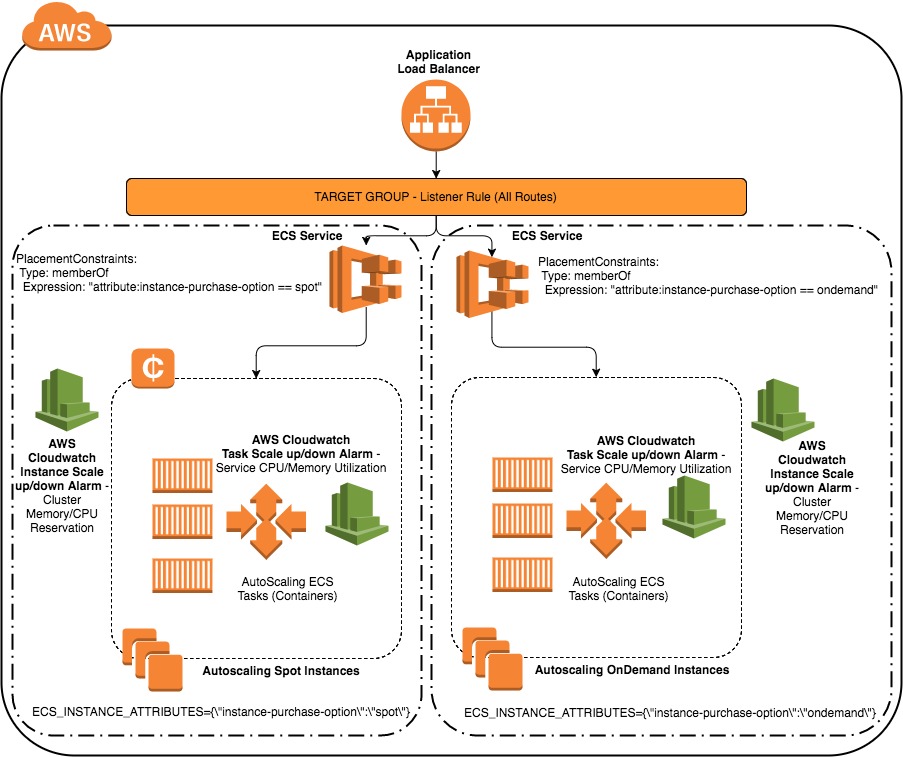 AWS
Application
Load Balancer
TARGET GROUP - Listener Rule (All Routes)
ECS Service
PlacementConstraints:
Type: memberOf
Expression: "attribute:instance-purchase-option == spot"
ECS Service
PlacementConstraints:
Type: memberOf
Expression: "attribute:instance-purchase-option == ondemand"
¢
AWS
Cloudwatch
Instance Scale
up/down Alarm -
Cluster
Memory/CPU
Reservation
AWS Cloudwatch
Task Scale up/down Alarm -
Service CPU/Memory Utilization
AutoScaling ECS
Tasks (Containers)
Autoscaling Spot Instances
ECS_INSTANCE_ATTRIBUTES={\"instance-purchase-option\":\"spot\"}
AWS Cloudwatch
Task Scale up/down Alarm -
Service CPU/Memory Utilization
AutoScaling ECS
Tasks (Containers)
AWS
Cloudwatch
Instance Scale
up/down Alarm -
Cluster
Memory/CPU
Reservation
Autoscaling OnDemand Instances
ECS_INSTANCE_ATTRIBUTES={\"instance-purchase-option\":\"ondemand\"}